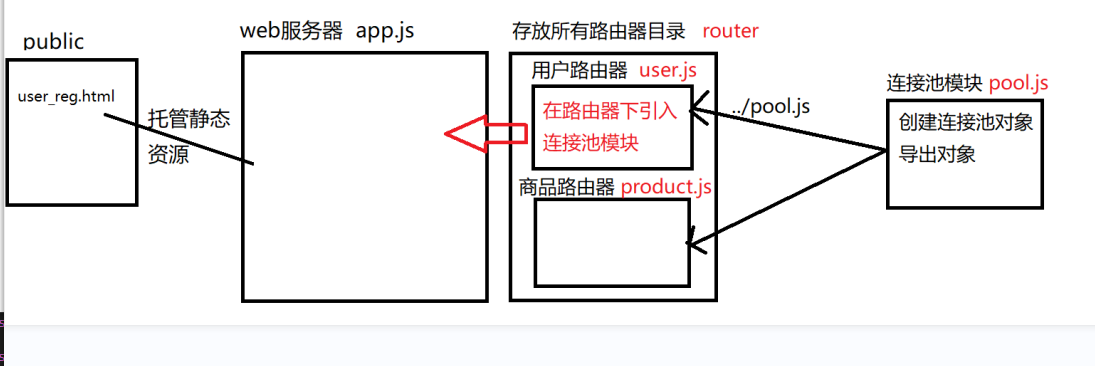 public
user_reg.html
托管静态
资源
web服务器 app.js
存放所有路由器目录 router
用户路由器 user.js
在路由器下引入
连接池模块
商品路由器 product.js
../pool.js
连接池模块 pool.js
创建连接池对象
导出对象